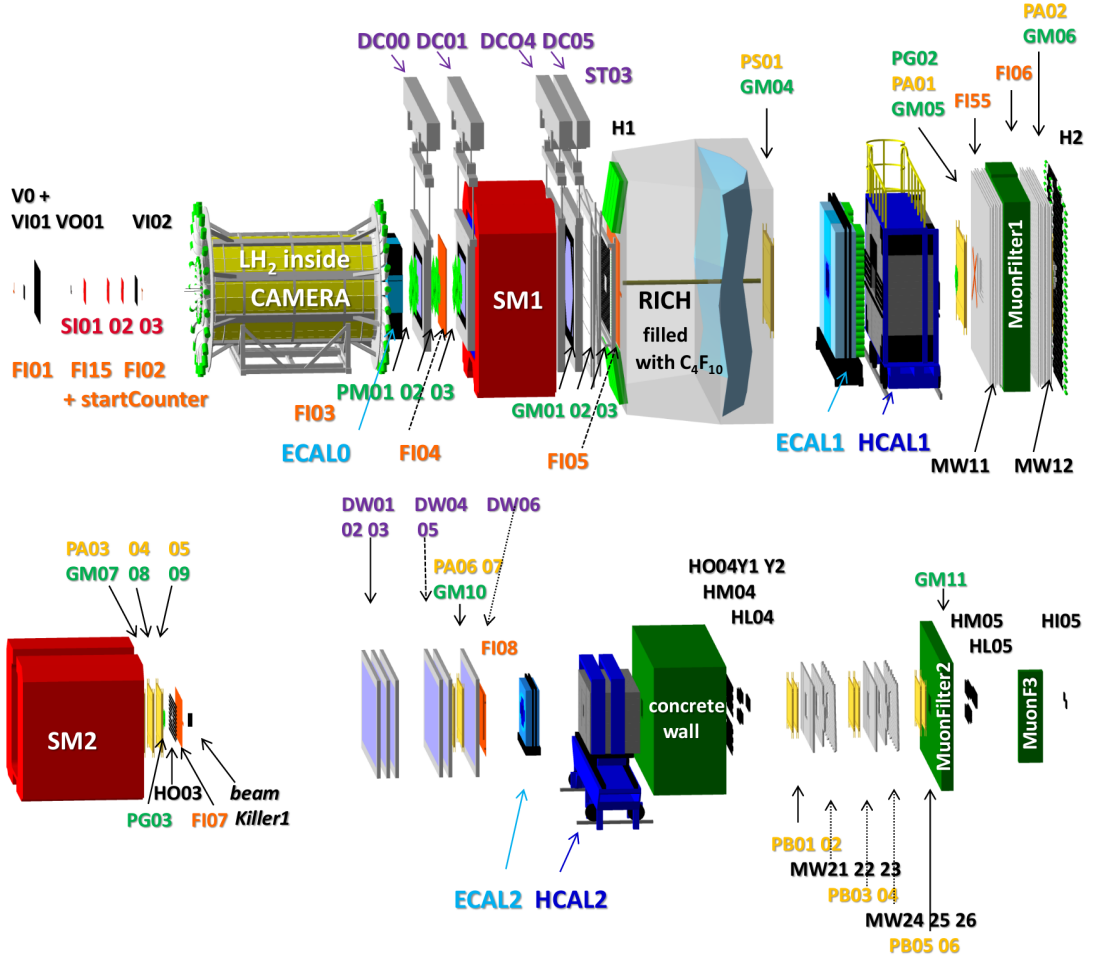 DC00 DC01 DCO4 DC05
ST03
H1
PS01
GM04
PG02
PA01
GM05
FI55
FI06
PA02
GM06
H2
V0 +
VI01 VO01 VI02
SI01 02 03
FI01 FI15 FI02
+ startCounter
LH2 inside
CAMERA
SM1
RICH
filled
with C4F10
MuonFilter1
PM01 02 03
FI03
ECAL0
FI04
GM01 02 03
FI05
ECAL1 HCAL1
MW11 MW12
PA03 04 05
GM07 08 09
DW01
02 03
DW04
05
DW06
PA06 07
GM10
FI08
HO04Y1 Y2
HM04
HL04
GM11
HM05
HL05
HI05
SM2
HO03
PG03
FI07
beam
Killer1
concrete
wall
MuonFilter2
MuonF3
ECAL2 HCAL2
PB01 02
MW21 22 23
PB03 04
MW24 25 26
PB05 06